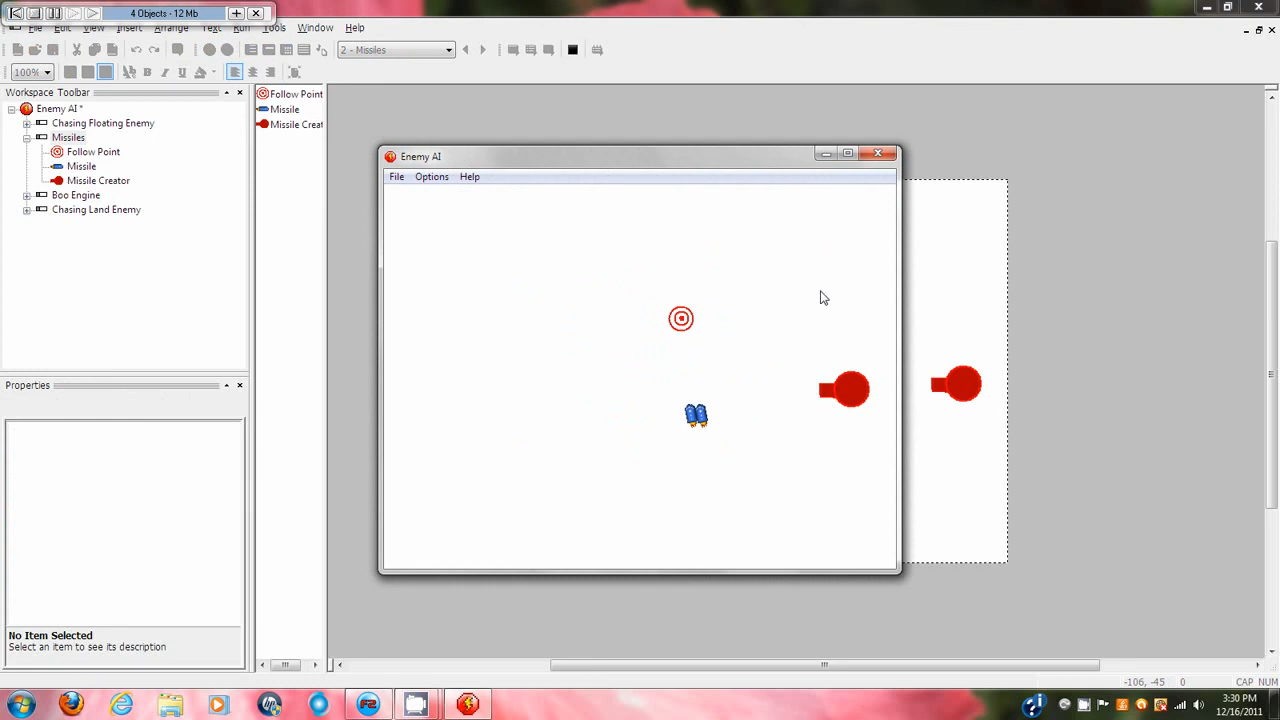 4 Objects - 12 Mb
File Edit View Insert Arrange Text Run Tools Window Help
2 - Missiles
100%
B I U
Workspace Toolbar
Enemy AI *
Chasing Floating Enemy
Missiles
Follow Point
Missile
Missile Creator
Boo Engine
Chasing Land Enemy
Follow Point
Missile
Missile Creat
Enemy AI
File Options Help
Properties
No Item Selected
Select an item to see its description
-106, -45 0 CAP NUM
3:30 PM
12/16/2011